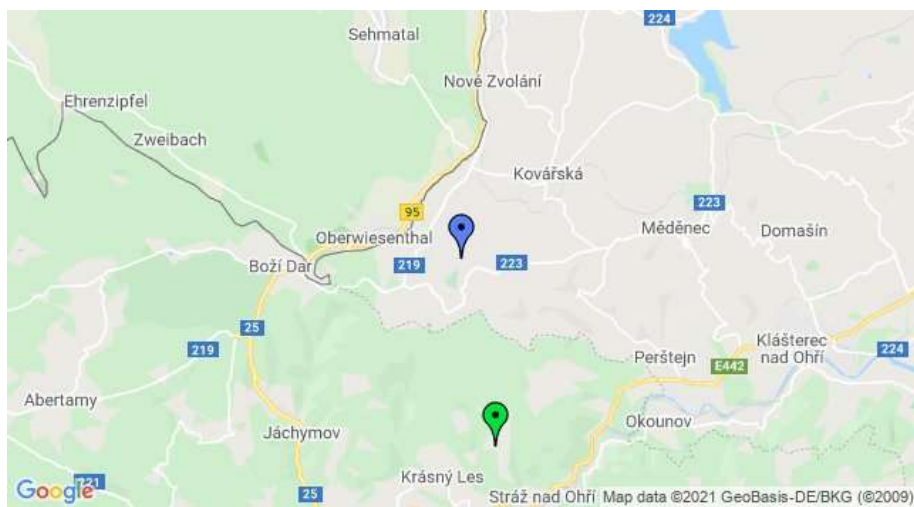 224
Sehmatal
Nové Zvolání
Ehrenzipfel
Zweibach
Kovářská
95
223
Oberwiesenthal
Měděnec
Domašín
Boží Dar
219
223
25
219
Perštejn
E442
Klášterec
nad Ohří
224
Abertamy
Okounov
Jáchymov
Krásný Les
221
Google
25
Stráž nad Ohří
Map data ©2021 GeoBasis-DE/BKG (©2009)